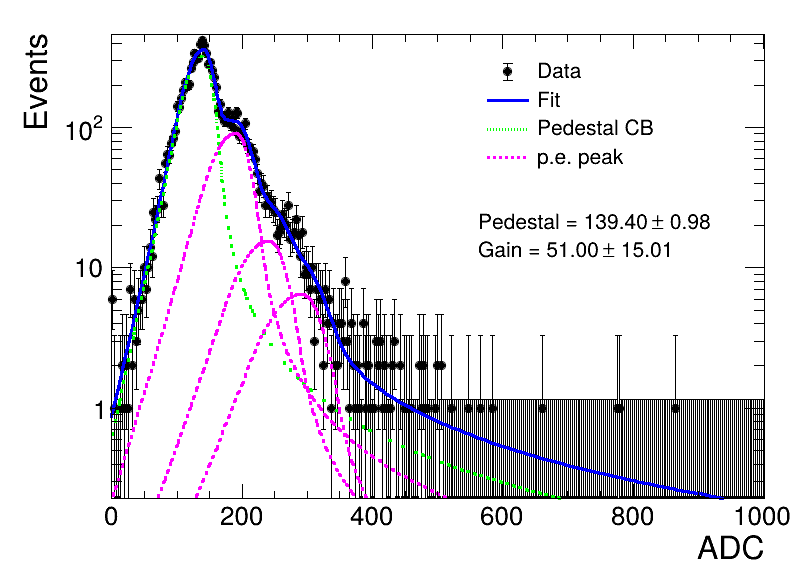 Events
10²
10
1
Data
Fit
Pedestal CB
p.e. peak
Pedestal = 139.40 ± 0.98
Gain = 51.00 ± 15.01
0 200 400 600 800 1000
ADC